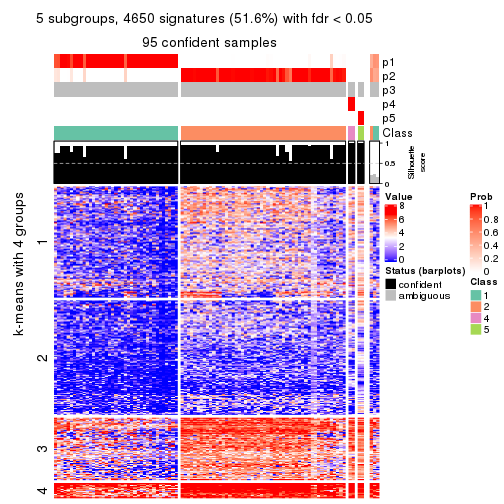 5 subgroups, 4650 signatures (51.6%) with fdr < 0.05
95 confident samples
p1
p2
p3
p4
p5
Class
1
0.5
0
Silhouette
score
k-means with 4 groups
1
2
3
4
Value
8
6
4
2
0
Prob
1
0.8
0.6
0.4
0.2
0
Status (barplots)
confident
ambiguous
Class
1
2
4
5